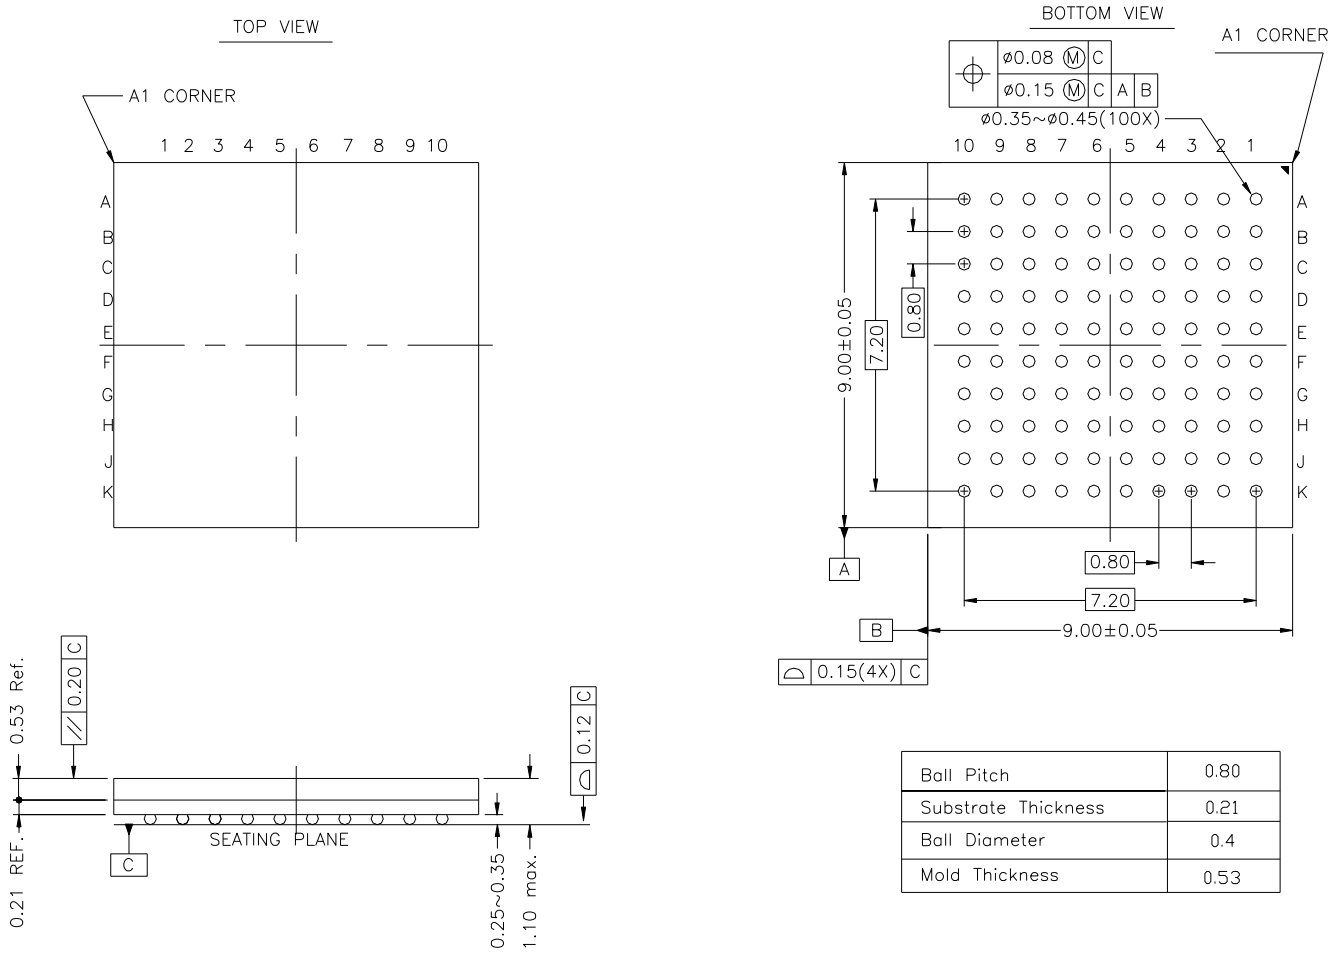 TOP VIEW
A1 CORNER
1 2 3 4 5 6 7 8 9 10
A
B
C
D
E
F
G
H
J
K
BOTTOM VIEW
A1 CORNER
ø0.08 Ⓜ C
ø0.15 Ⓜ C A B
ø0.35~ø0.45(100X)
10 9 8 7 6 5 4 3 2 1
A
B
C
D
E
F
G
H
J
K
9.00±0.05
7.20
0.80
A
0.80
7.20
B
9.00±0.05
0.15(4X) C
0.53 Ref.
// 0.20 C
0.12 C
SEATING PLANE
C
0.21 REF.
0.25~0.35
1.10 max.
Ball Pitch 0.80
Substrate Thickness 0.21
Ball Diameter 0.4
Mold Thickness 0.53